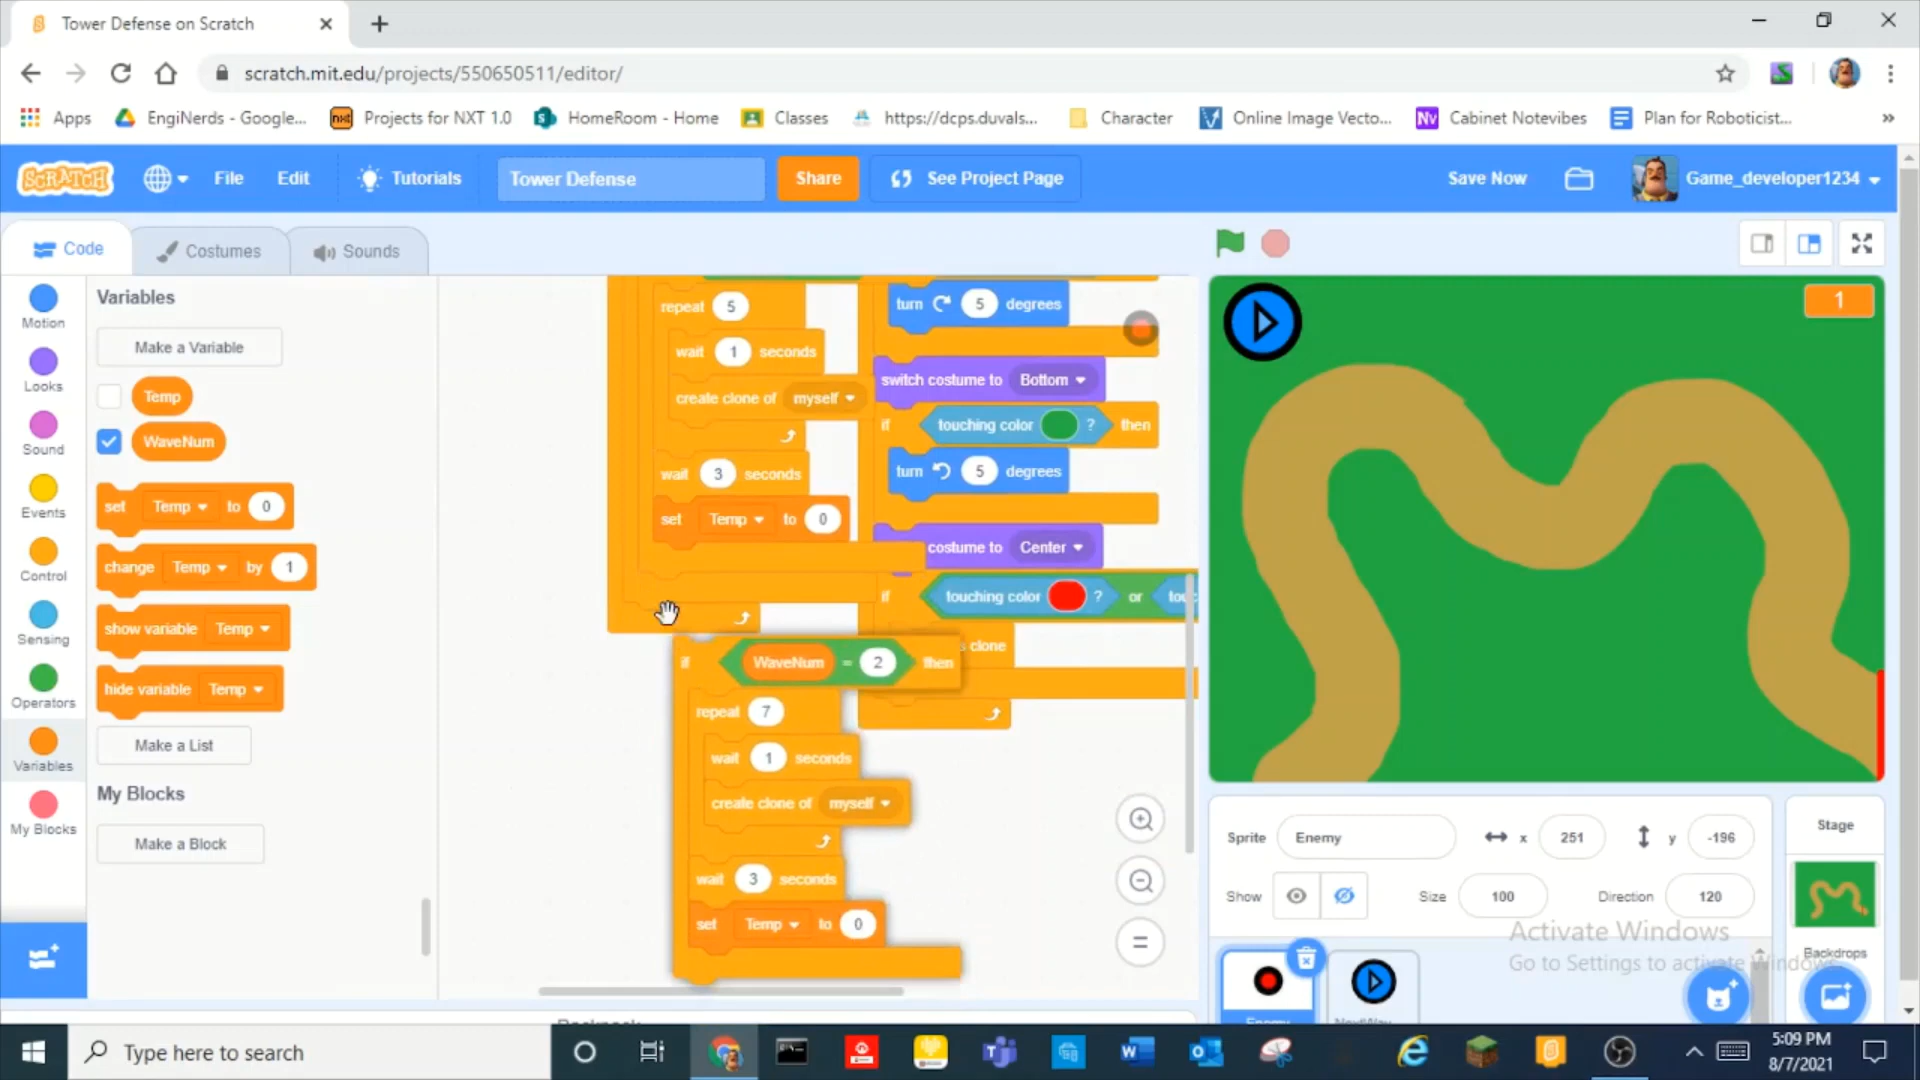 Tower Defense on Scratch
scratch.mit.edu/projects/550650511/editor/
Apps
EngiNerds - Google...
Projects for NXT 1.0
HomeRoom - Home
Classes
https://dcps.duvals...
Character
Online Image Vecto...
Cabinet Notevibes
Plan for Roboticist...
SCRATCH
File
Edit
Tutorials
Tower Defense
Share
See Project Page
Save Now
Game_developer1234
Code
Costumes
Sounds
Motion
Looks
Sound
Events
Control
Sensing
Operators
Variables
My Blocks
Variables
Make a Variable
Temp
WaveNum
set Temp to 0
change Temp by 1
show variable Temp
hide variable Temp
Make a List
My Blocks
Make a Block
repeat 5
wait 1 seconds
create clone of myself
wait 3 seconds
set Temp to 0
turn 5 degrees
switch costume to Bottom
if touching color ? then
turn 5 degrees
costume to Center
if touching color ? or
s clone
if WaveNum = 2 then
repeat 7
wait 1 seconds
create clone of myself
wait 3 seconds
set Temp to 0
1
Sprite Enemy x 251 y -196
Show Size 100 Direction 120
Stage
Backdrops
Activate Windows
Go to Settings to activate Windows.
Type here to search
5:09 PM
8/7/2021